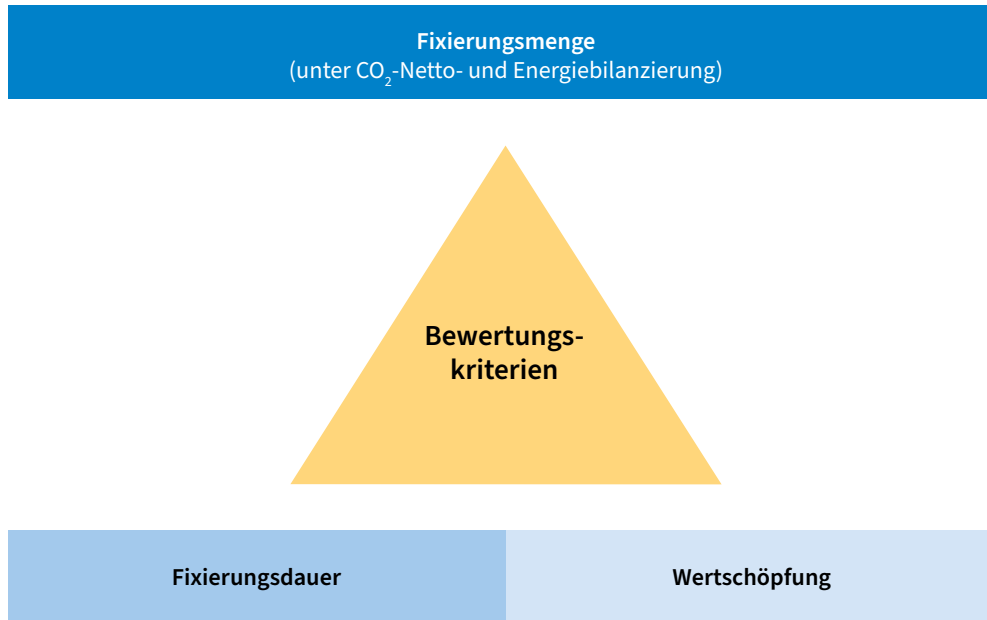 Fixierungsmenge
(unter CO₂-Netto- und Energiebilanzierung)
Bewertungs-
kriterien
Fixierungsdauer
Wertschöpfung